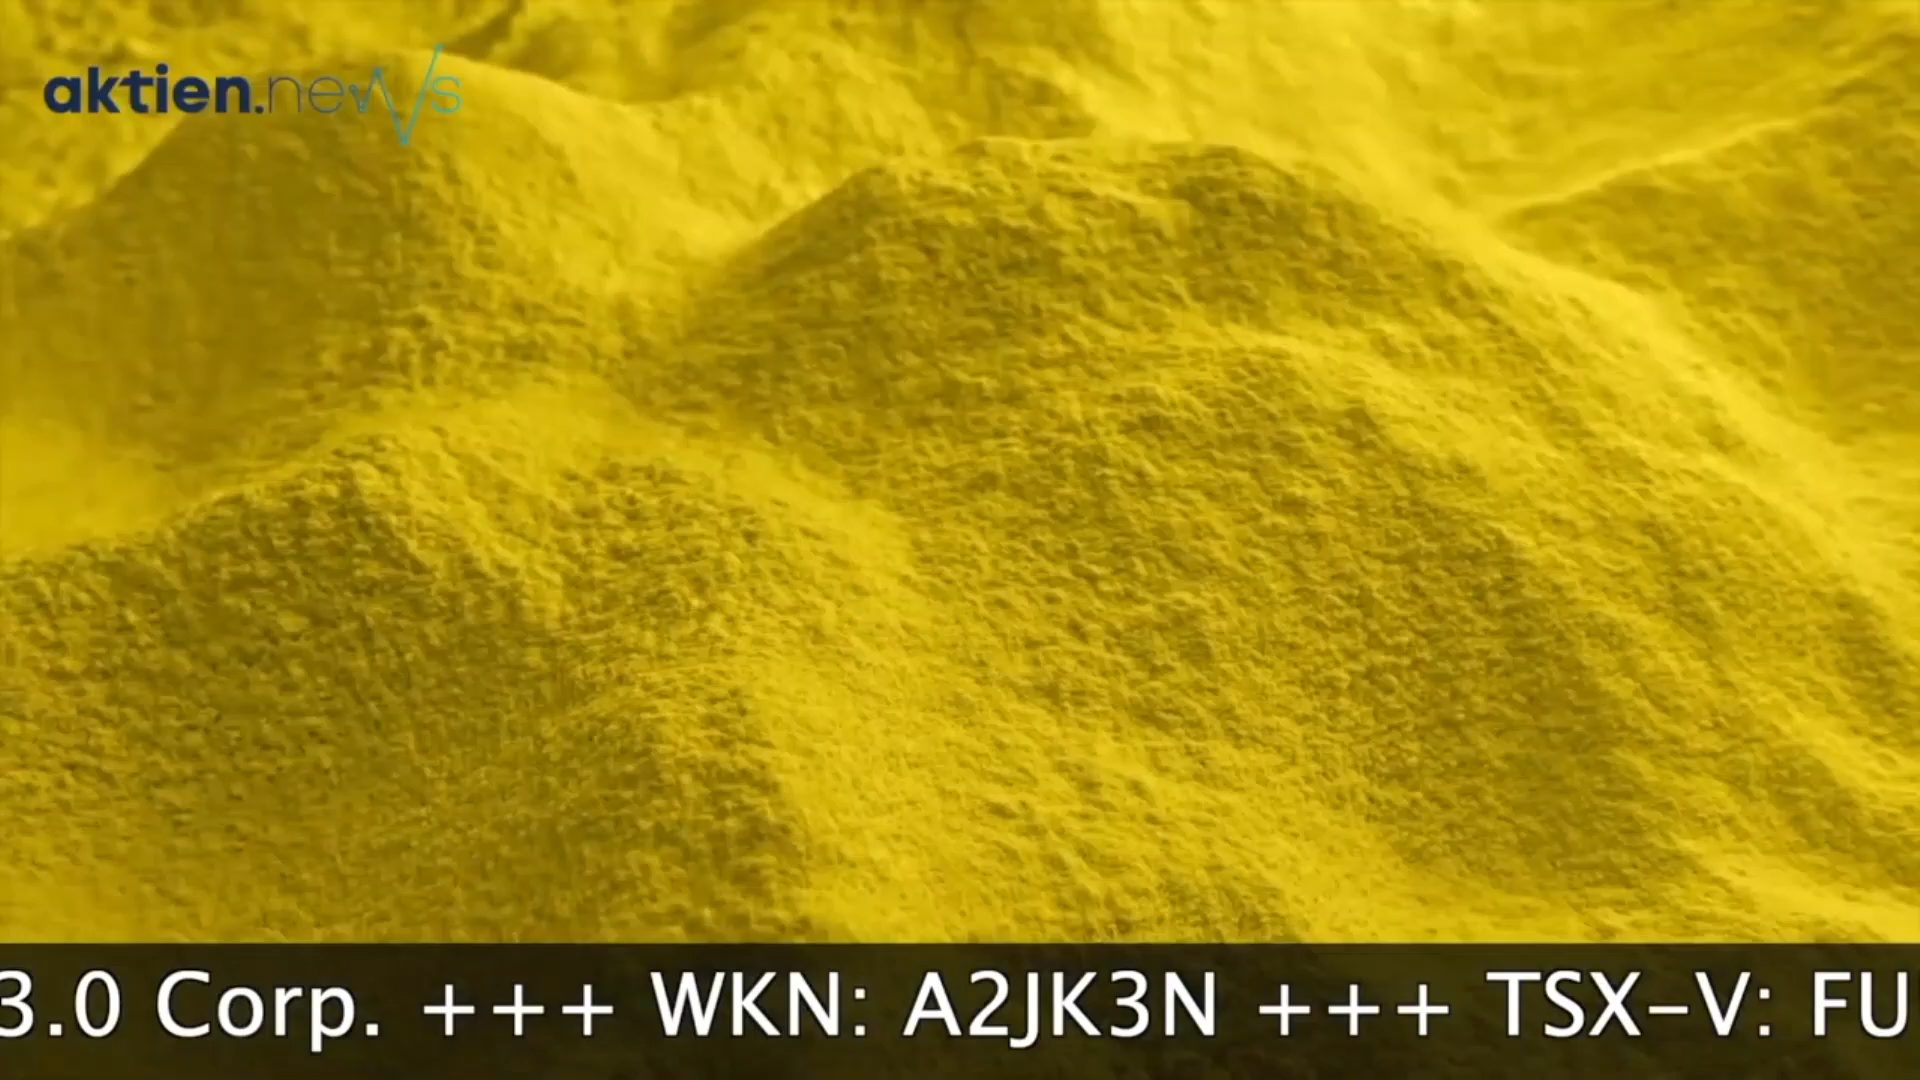 aktien.news
3.0 Corp. +++ WKN: A2JK3N +++ TSX-V: FU